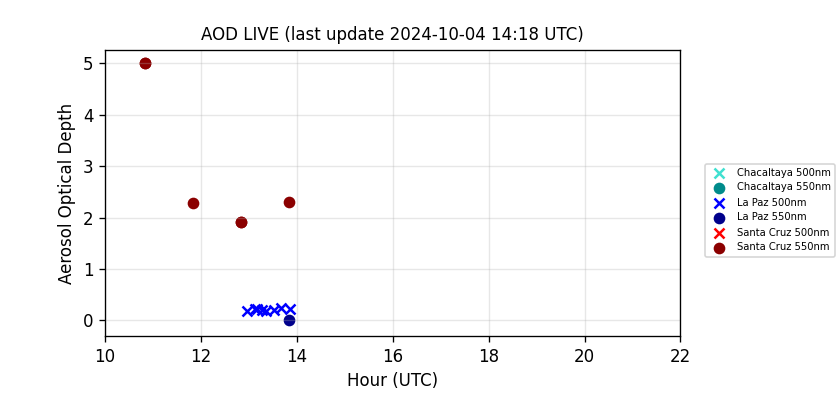 AOD LIVE (last update 2024-10-04 14:18 UTC)
5
4
3
2
1
0
Aerosol Optical Depth
10 12 14 16 18 20 22
Hour (UTC)
Chacaltaya 500nm
Chacaltaya 550nm
La Paz 500nm
La Paz 550nm
Santa Cruz 500nm
Santa Cruz 550nm